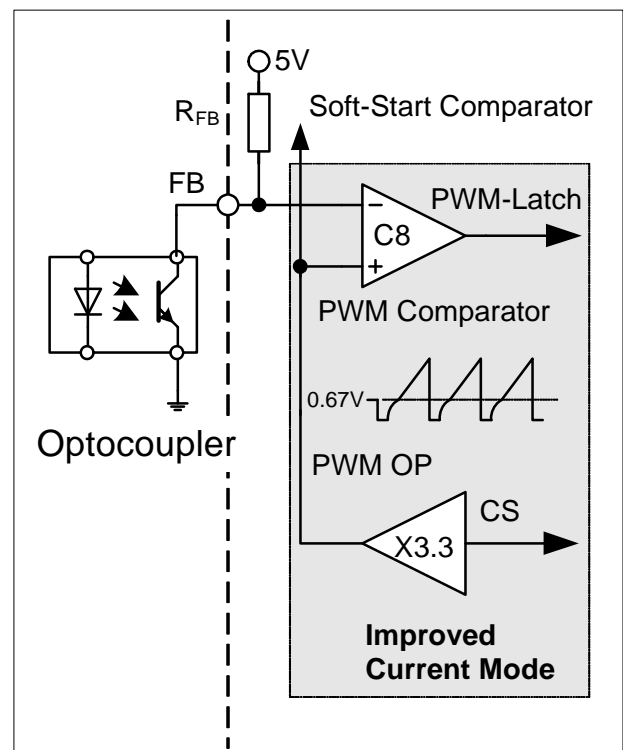 5V
R_FB
Soft-Start Comparator
FB
PWM-Latch
−
C8
+
PWM Comparator
0.67V
Optocoupler
PWM OP
CS
X3.3
Improved
Current Mode